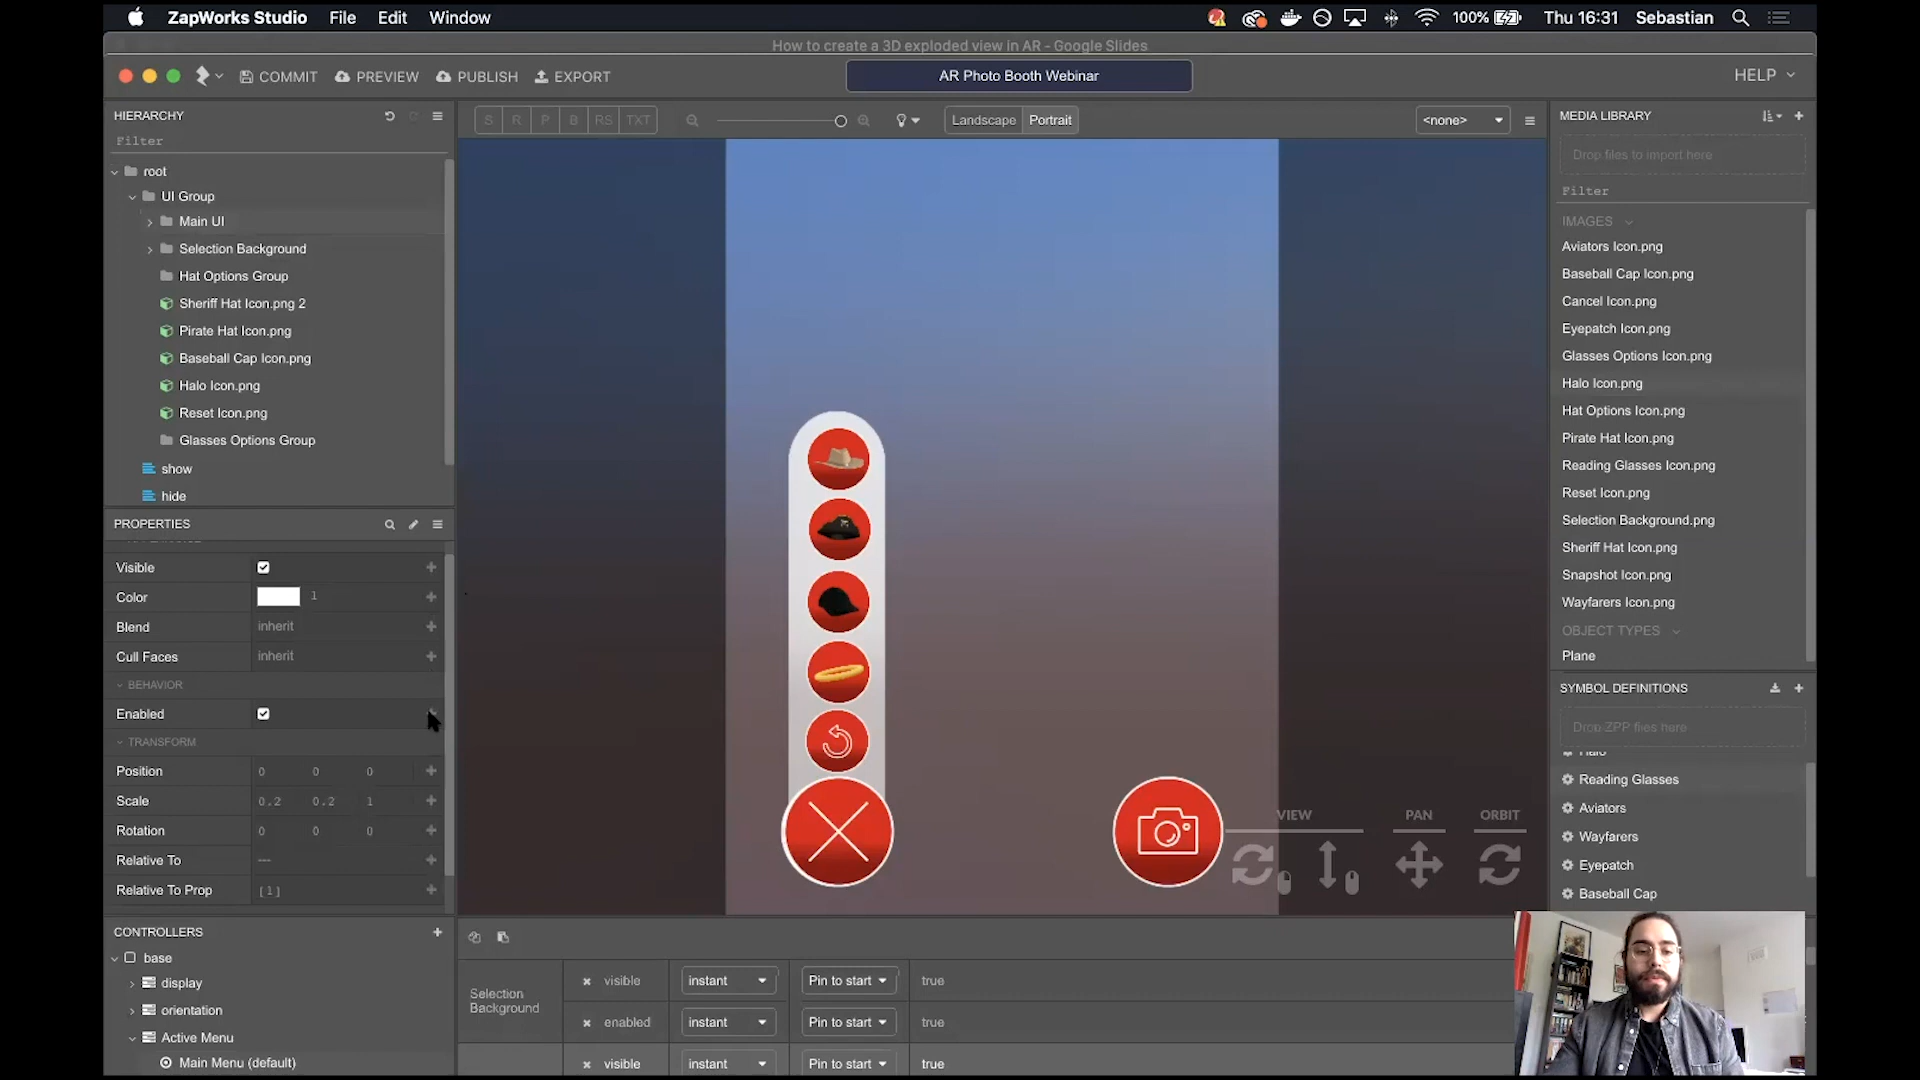 ZapWorks Studio File Edit Window 100% Thu 16:31 Sebastian
How to create a 3D exploded view in AR - Google Slides
COMMIT PREVIEW PUBLISH EXPORT AR Photo Booth Webinar HELP
HIERARCHY
Filter
root
UI Group
Main UI
Selection Background
Hat Options Group
Sheriff Hat Icon.png 2
Pirate Hat Icon.png
Baseball Cap Icon.png
Halo Icon.png
Reset Icon.png
Glasses Options Group
show
hide
PROPERTIES
Visible
Color 1
Blend inherit
Cull Faces inherit
BEHAVIOR
Enabled
TRANSFORM
Position 0 0 0
Scale 0.2 0.2 1
Rotation 0 0 0
Relative To ---
Relative To Prop [1]
CONTROLLERS
base
display
orientation
Active Menu
Main Menu (default)
S R P B RS TXT Landscape Portrait <none>
VIEW PAN ORBIT
Selection Background
visible instant Pin to start true
enabled instant Pin to start true
visible instant Pin to start true
MEDIA LIBRARY
Drop files to import here
Filter
IMAGES
Aviators Icon.png
Baseball Cap Icon.png
Cancel Icon.png
Eyepatch Icon.png
Glasses Options Icon.png
Halo Icon.png
Hat Options Icon.png
Pirate Hat Icon.png
Reading Glasses Icon.png
Reset Icon.png
Selection Background.png
Sheriff Hat Icon.png
Snapshot Icon.png
Wayfarers Icon.png
OBJECT TYPES
Plane
SYMBOL DEFINITIONS
Drop ZPP files here
Halo
Reading Glasses
Aviators
Wayfarers
Eyepatch
Baseball Cap